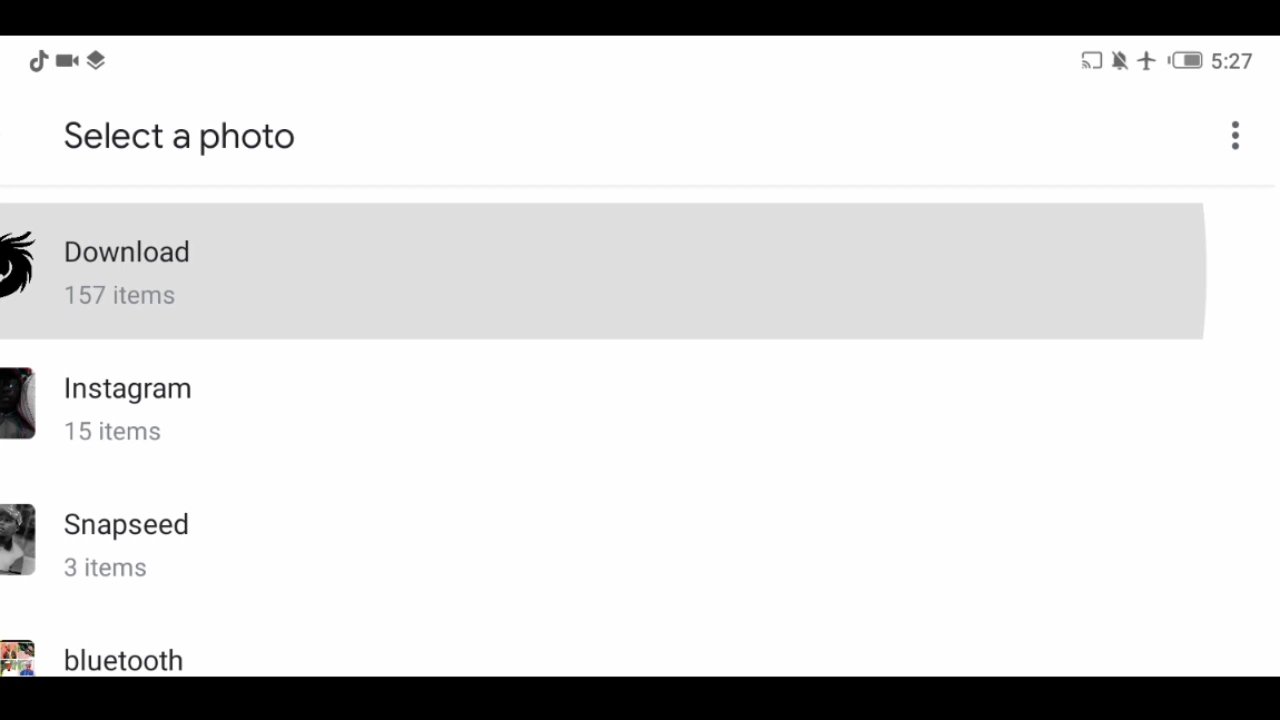 5:27
Select a photo
Download
157 items
Instagram
15 items
Snapseed
3 items
bluetooth